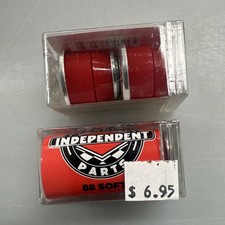 INDEPENDENT
PARTS
88 SOFT
$ 6.95